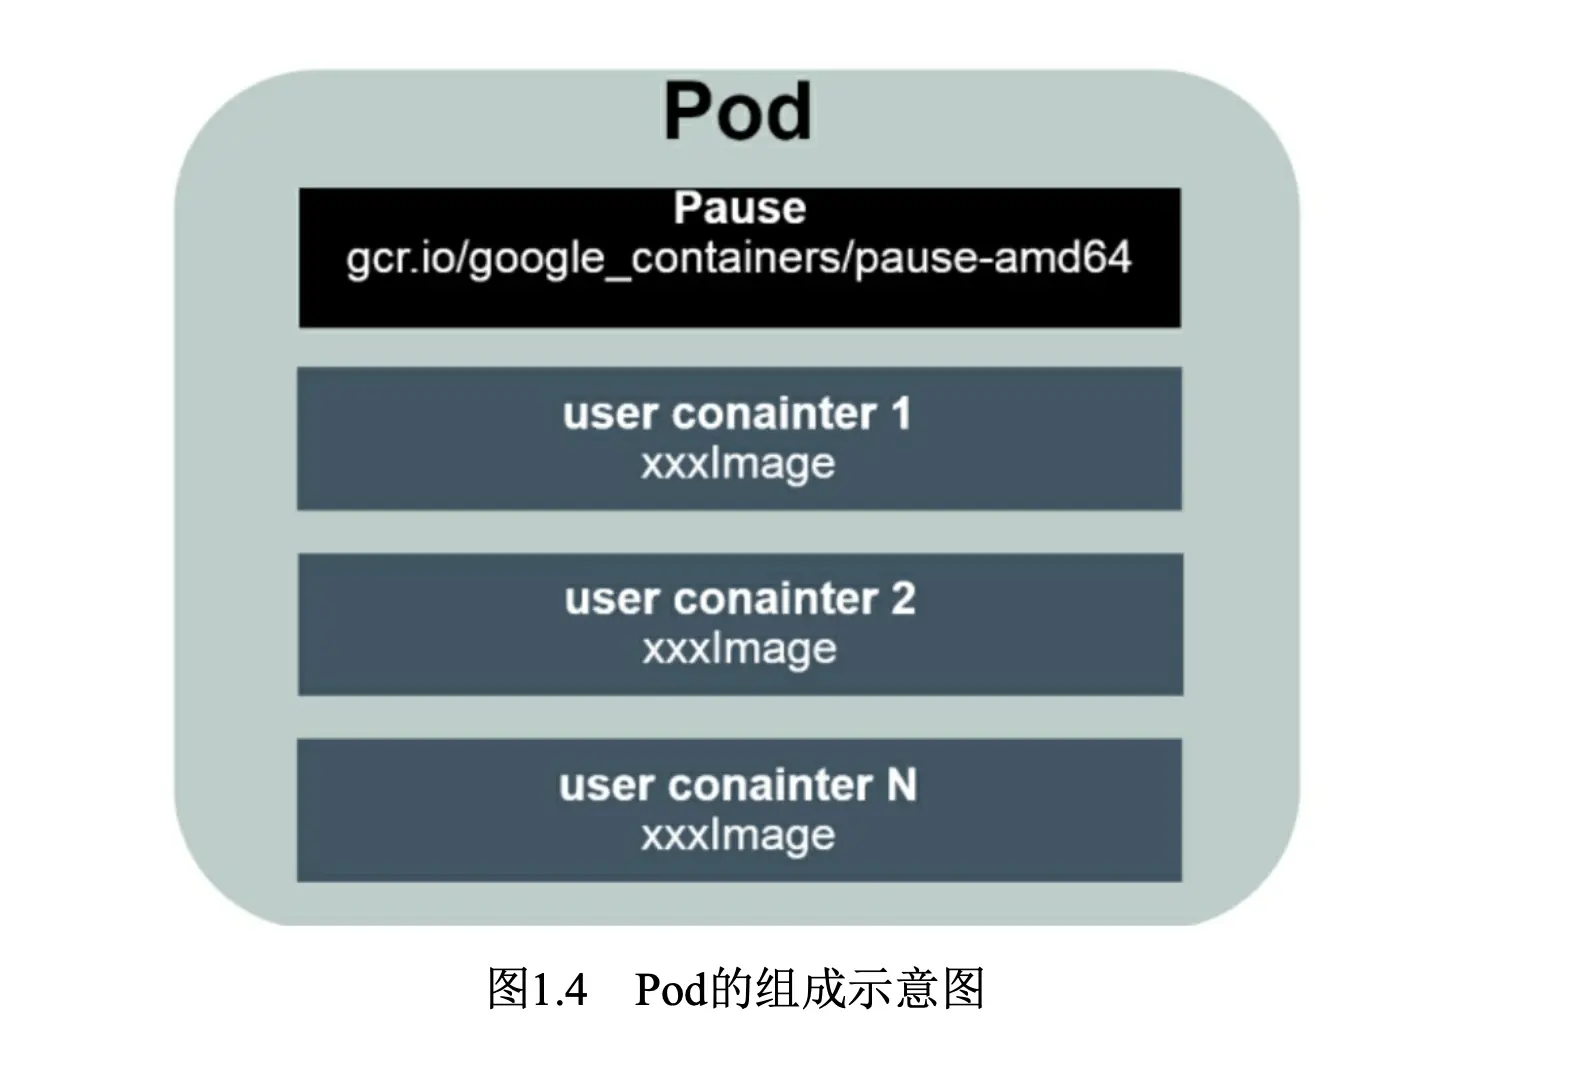 Pod
Pause
gcr.io/google_containers/pause-amd64
user conainter 1
xxxImage
user conainter 2
xxxImage
user conainter N
xxxImage
图1.4 Pod的组成示意图